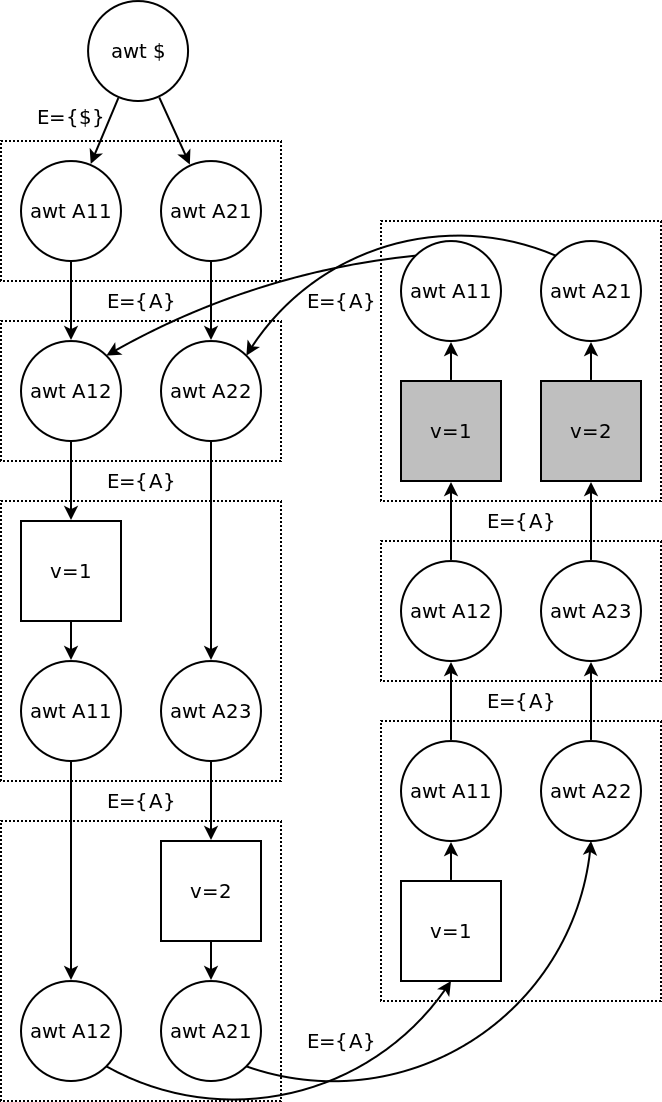 awt $
E={$}
awt A11 awt A21
E={A}
awt A12 awt A22
E={A}
v=1
awt A11 awt A23
E={A}
v=2
awt A12 awt A21
E={A}
v=1
awt A11 awt A22
E={A}
awt A12 awt A23
E={A}
v=1 v=2
awt A11 awt A21
E={A}